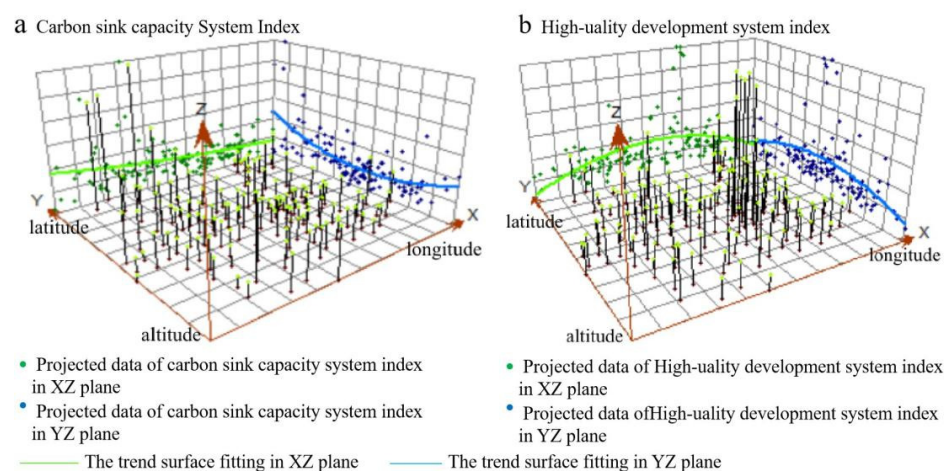 a Carbon sink capacity System Index
b High-uality development system index
Z
Y
latitude
X
longitude
altitude
Z
Y
latitude
X
longitude
altitude
• Projected data of carbon sink capacity system index
in XZ plane
• Projected data of carbon sink capacity system index
in YZ plane
• Projected data of High-uality development system index
in XZ plane
• Projected data ofHigh-uality development system index
in YZ plane
The trend surface fitting in XZ plane
The trend surface fitting in YZ plane